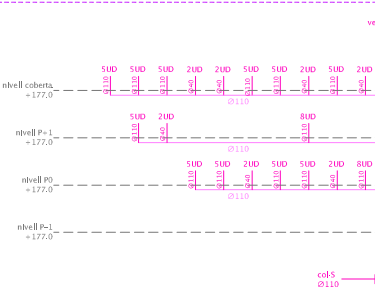 ve
5UD 5UD 5UD 2UD 2UD 5UD 5UD 2UD 5UD 2UD
nivell coberta
+177.0
Ø110 Ø110 Ø110 Ø40 Ø40 Ø110 Ø110 Ø40 Ø110 Ø40
Ø110
5UD 2UD 8UD
nivell P+1
+177.0
Ø110 Ø40 Ø110
Ø110
5UD 5UD 2UD 5UD 5UD 2UD 8UD
nivell P0
+177.0
Ø110 Ø110 Ø40 Ø110 Ø110 Ø40 Ø110
Ø110
nivell P-1
+177.0
col·S
Ø110